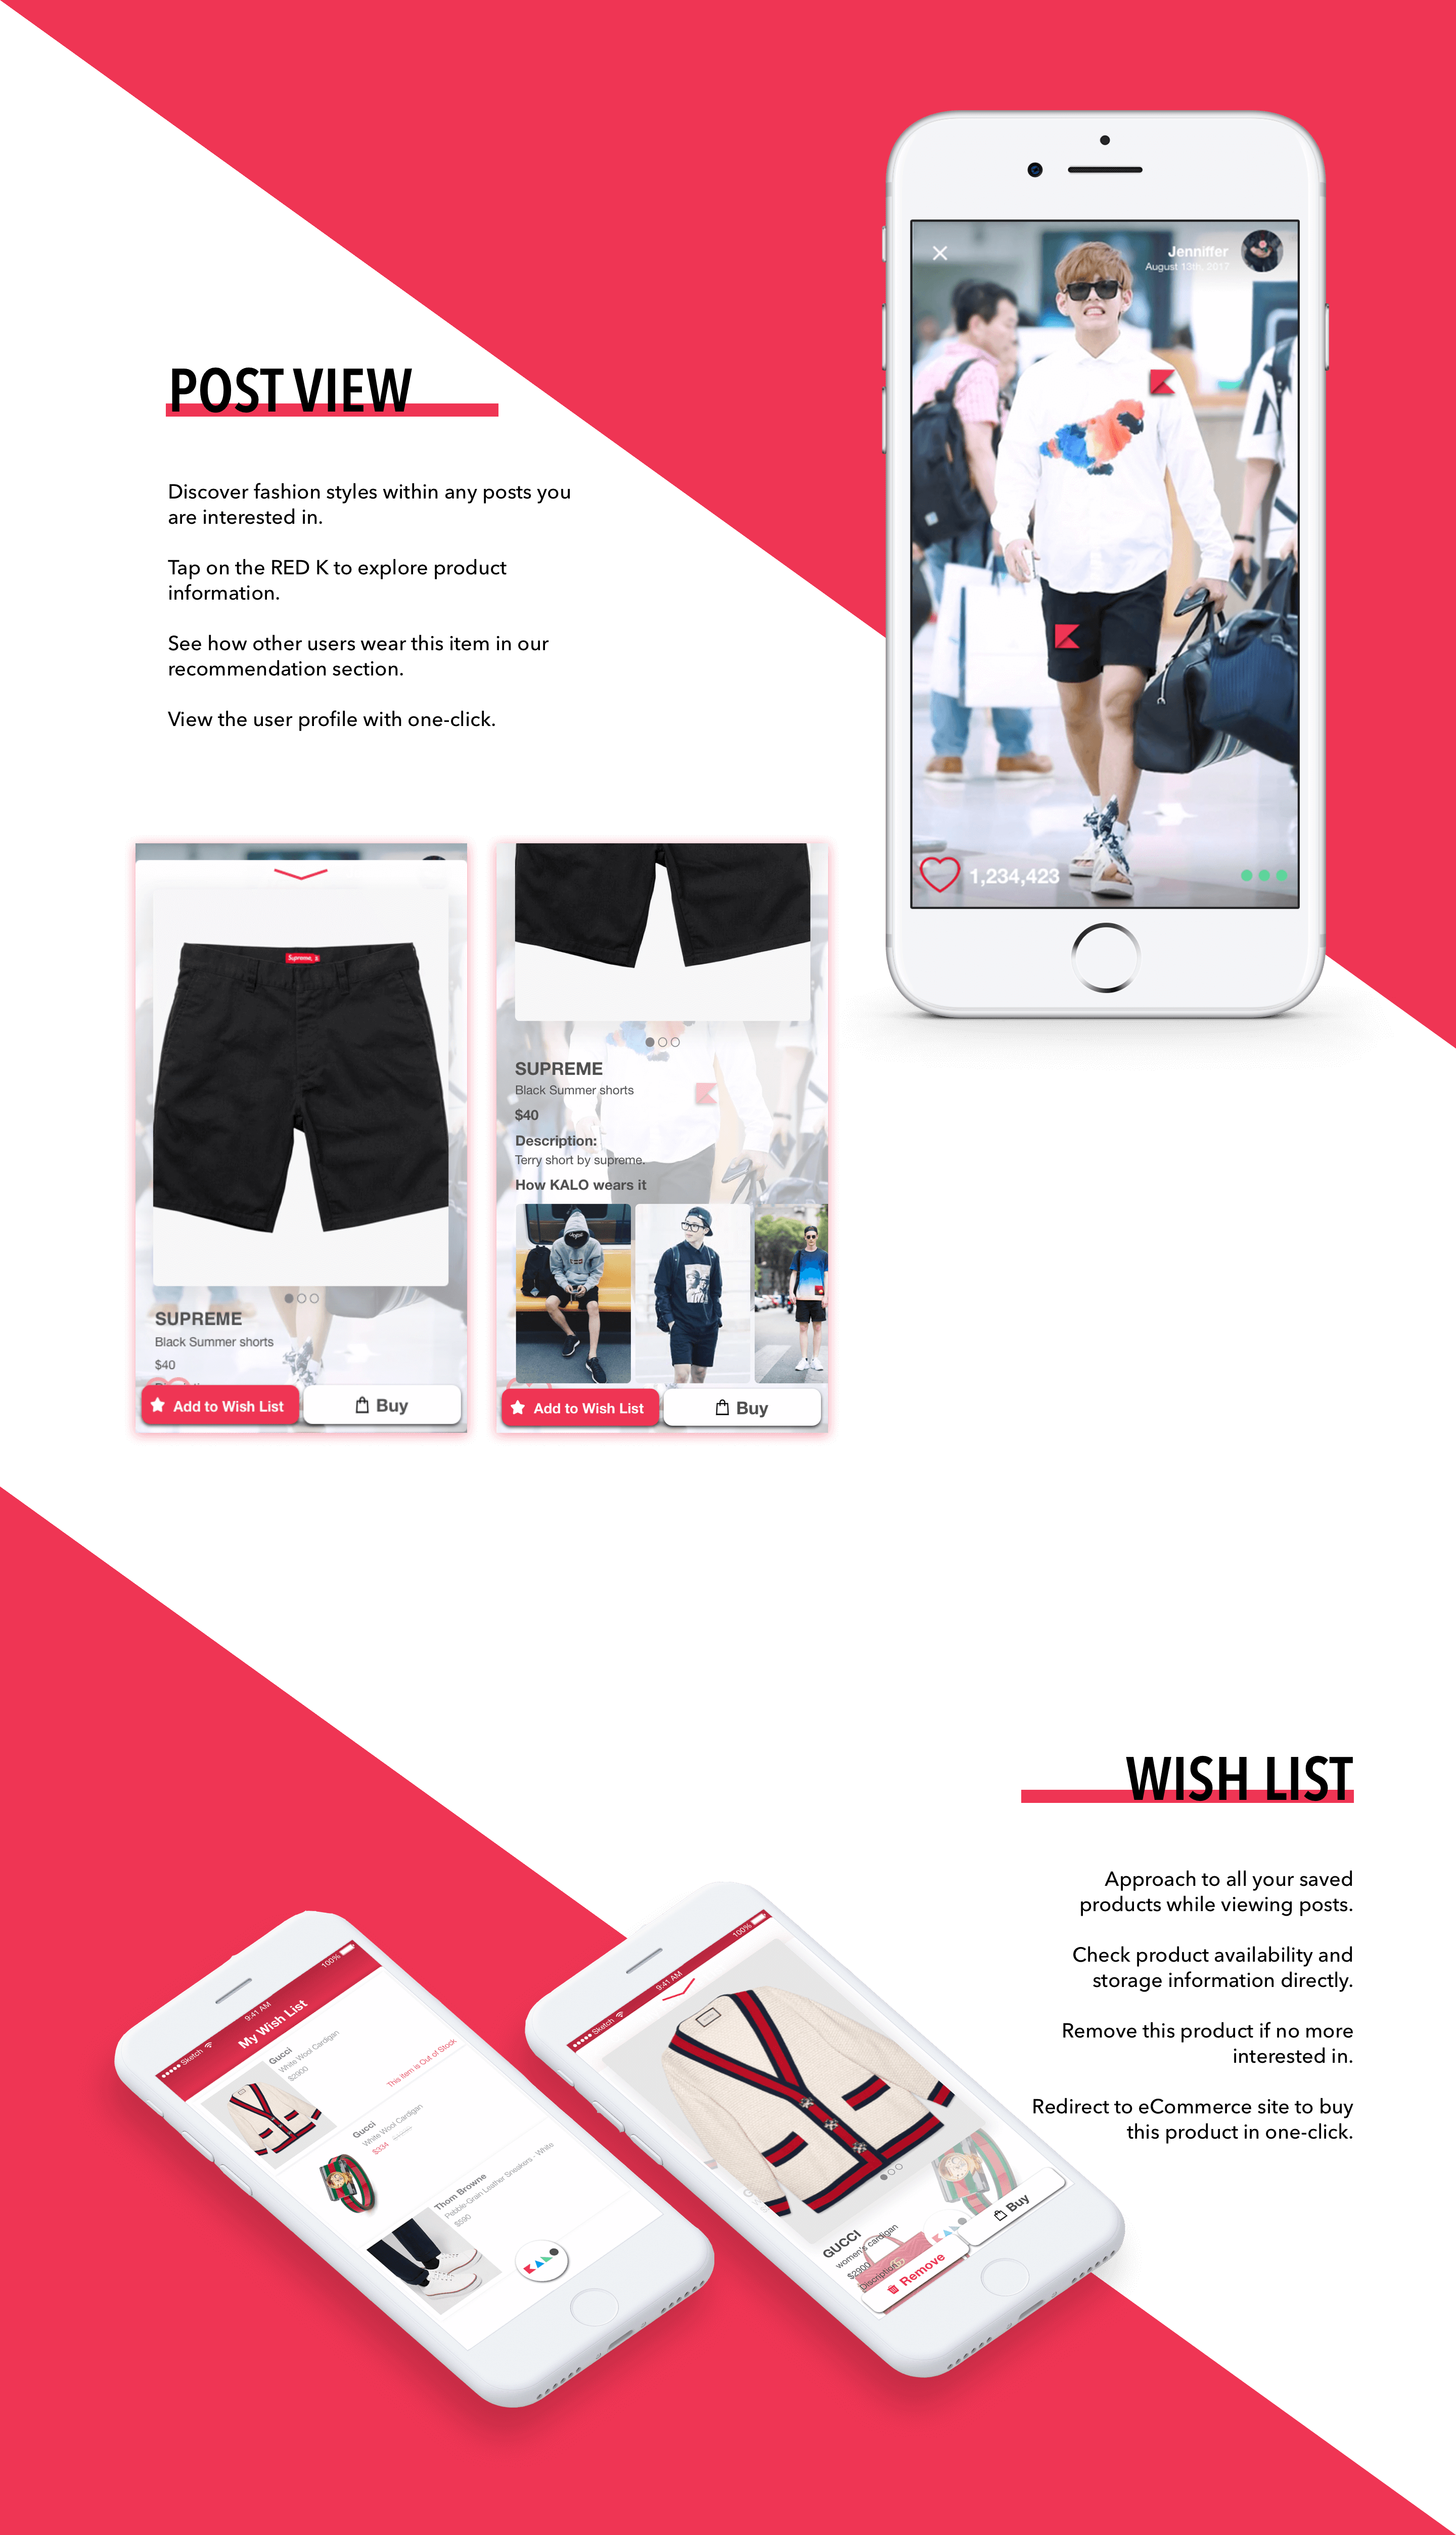 Jenniffer
August 13th, 2017
POST VIEW
Discover fashion styles within any posts you
are interested in.
Tap on the RED K to explore product
information.
See how other users wear this item in our
recommendation section.
View the user profile with one-click.
1,234,423
Supreme
SUPREME
Black Summer shorts
$40
Add to Wish List
Buy
SUPREME
Black Summer shorts
$40
Description:
Terry short by supreme.
How KALO wears it
Add to Wish List
Buy
WISH LIST
Approach to all your saved
products while viewing posts.
Check product availability and
storage information directly.
Remove this product if no more
interested in.
Redirect to eCommerce site to buy
this product in one-click.
Sketch
9:41 AM
100%
My Wish List
Gucci
White Wool Cardigan
$2900
This item is Out of Stock
Gucci
White Wool Cardigan
$334
Thom Browne
Pebble Grain Leather Sneakers - White
$590
Sketch
9:41 AM
100%
GUCCI
women's cardigan
$2900
Discription
Remove
Buy